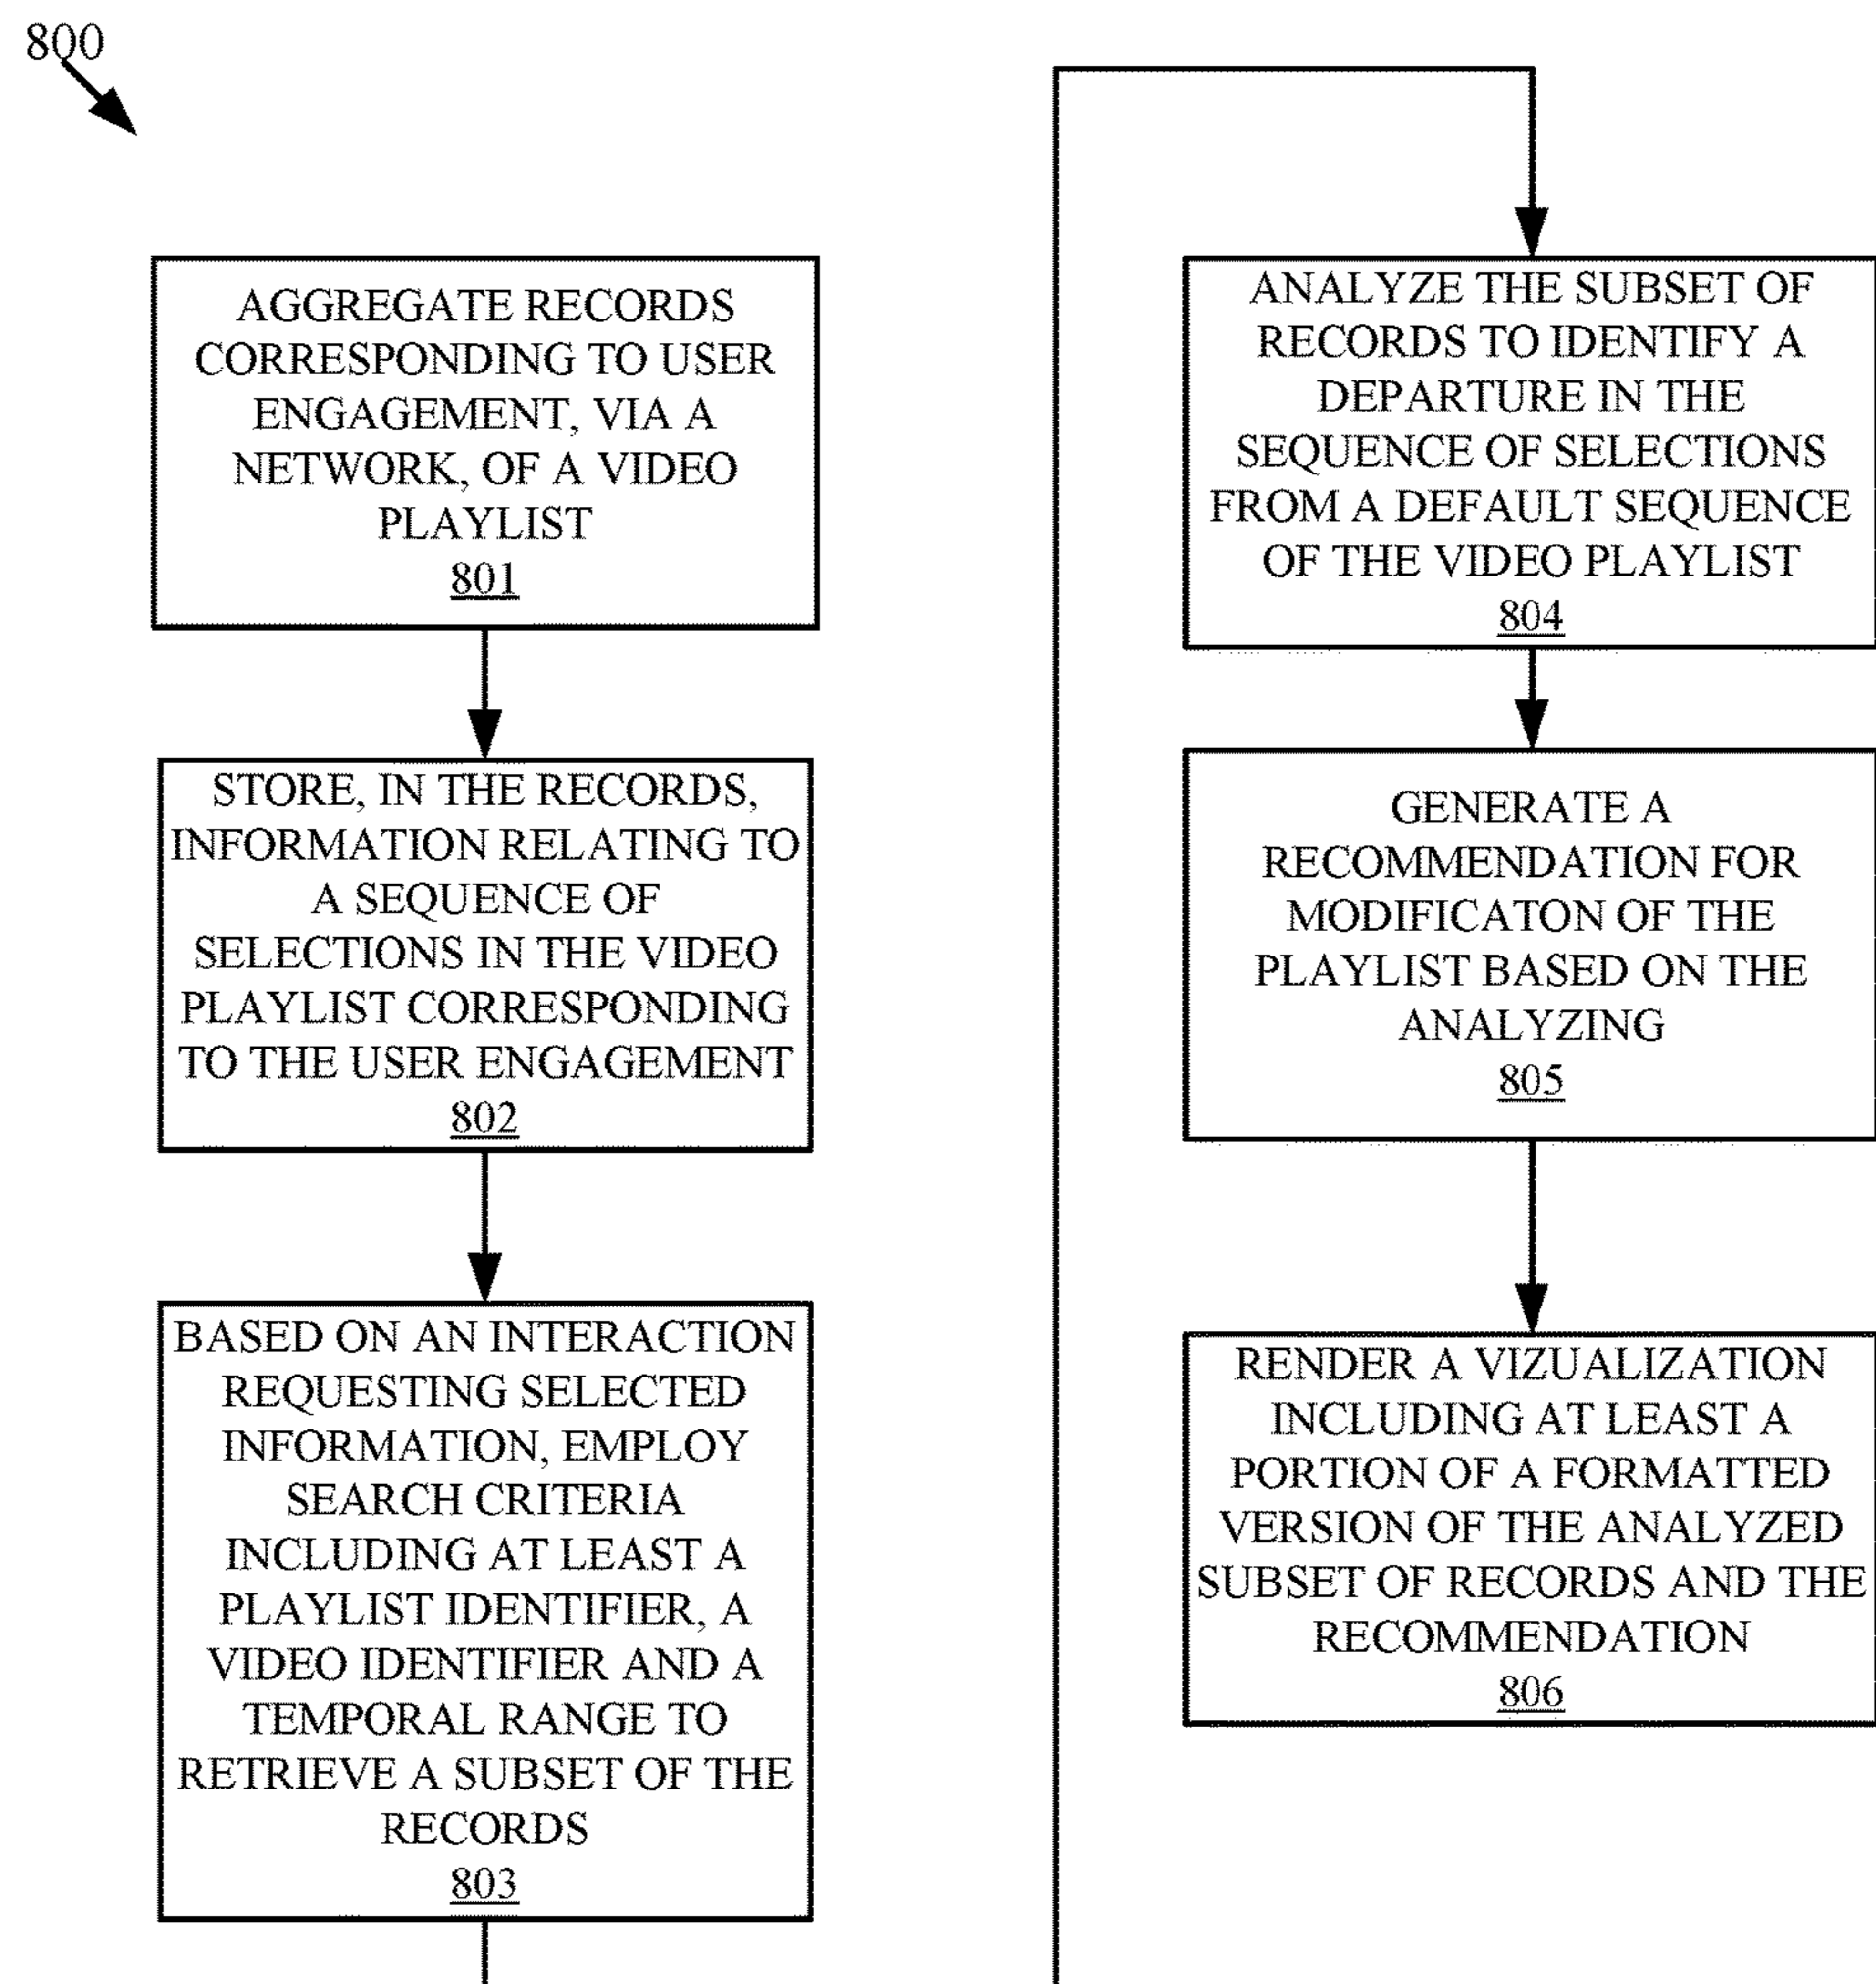 800
AGGREGATE RECORDS
CORRESPONDING TO USER
ENGAGEMENT, VIA A
NETWORK, OF A VIDEO
PLAYLIST
801
STORE, IN THE RECORDS,
INFORMATION RELATING TO
A SEQUENCE OF
SELECTIONS IN THE VIDEO
PLAYLIST CORRESPONDING
TO THE USER ENGAGEMENT
802
BASED ON AN INTERACTION
REQUESTING SELECTED
INFORMATION, EMPLOY
SEARCH CRITERIA
INCLUDING AT LEAST A
PLAYLIST IDENTIFIER, A
VIDEO IDENTIFIER AND A
TEMPORAL RANGE TO
RETRIEVE A SUBSET OF THE
RECORDS
803
ANALYZE THE SUBSET OF
RECORDS TO IDENTIFY A
DEPARTURE IN THE
SEQUENCE OF SELECTIONS
FROM A DEFAULT SEQUENCE
OF THE VIDEO PLAYLIST
804
GENERATE A
RECOMMENDATION FOR
MODIFICATON OF THE
PLAYLIST BASED ON THE
ANALYZING
805
RENDER A VIZUALIZATION
INCLUDING AT LEAST A
PORTION OF A FORMATTED
VERSION OF THE ANALYZED
SUBSET OF RECORDS AND THE
RECOMMENDATION
806